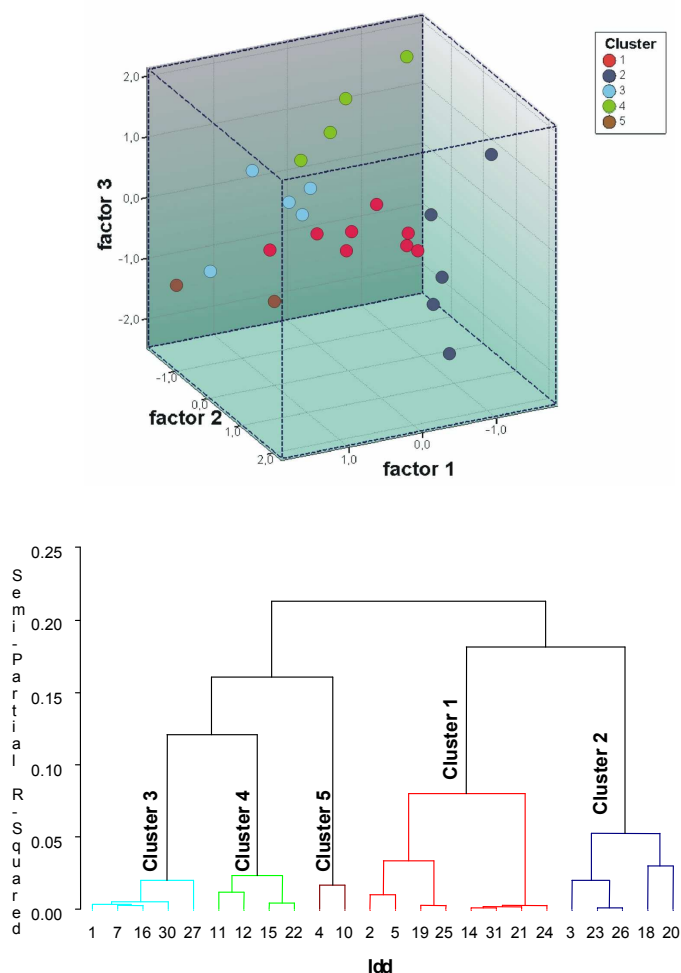 Cluster
1
2
3
4
5
2,0
1,0
0,0
-1,0
-2,0
factor 3
-1,0
0,0
1,0
2,0
factor 2
1,0
0,0
-1,0
factor 1
0.25
0.20
0.15
0.10
0.05
0.00
Semi-Partial R-Squared
Cluster 3
Cluster 4
Cluster 5
Cluster 1
Cluster 2
1 7 16 30 27 11 12 15 22 4 10 2 5 19 25 14 31 21 24 3 23 26 18 20
Idd